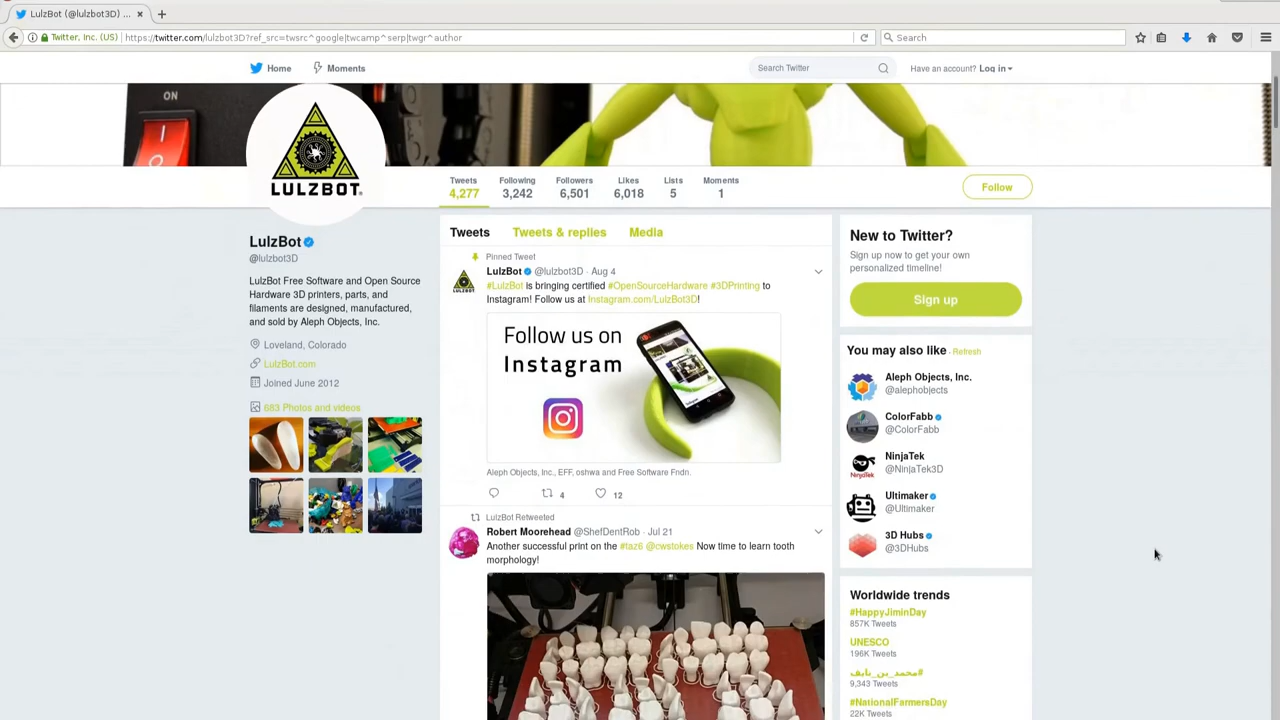 LulzBot (@lulzbot3D) ...
Twitter, Inc. (US)
https://twitter.com/lulzbot3D?ref_src=twsrc^google|twcamp^serp|twgr^author
Search
Home
Moments
Search Twitter
Have an account? Log in
ON
LULZBOT
Tweets
4,277
Following
3,242
Followers
6,501
Likes
6,018
Lists
5
Moments
1
Follow
LulzBot
@lulzbot3D
LulzBot Free Software and Open Source
Hardware 3D printers, parts, and
filaments are designed, manufactured,
and sold by Aleph Objects, Inc.
Loveland, Colorado
LulzBot.com
Joined June 2012
683 Photos and videos
Tweets
Tweets & replies
Media
Pinned Tweet
LulzBot @lulzbot3D · Aug 4
#LulzBot is bringing certified #OpenSourceHardware #3DPrinting to
Instagram! Follow us at Instagram.com/LulzBot3D!
Follow us on
Instagram
Aleph Objects, Inc., EFF, oshwa and Free Software Fndn.
4
12
LulzBot Retweeted
Robert Moorehead @ShefDentRob · Jul 21
Another successful print on the #taz6 @cwstokes Now time to learn tooth
morphology!
New to Twitter?
Sign up now to get your own
personalized timeline!
Sign up
You may also like · Refresh
Aleph Objects, Inc.
@alephobjects
ColorFabb
@ColorFabb
NinjaTek
@NinjaTek3D
Ultimaker
@Ultimaker
3D Hubs
@3DHubs
Worldwide trends
#HappyJiminDay
857K Tweets
UNESCO
196K Tweets
#محمد_بن_نايف
9,343 Tweets
#NationalFarmersDay
22K Tweets